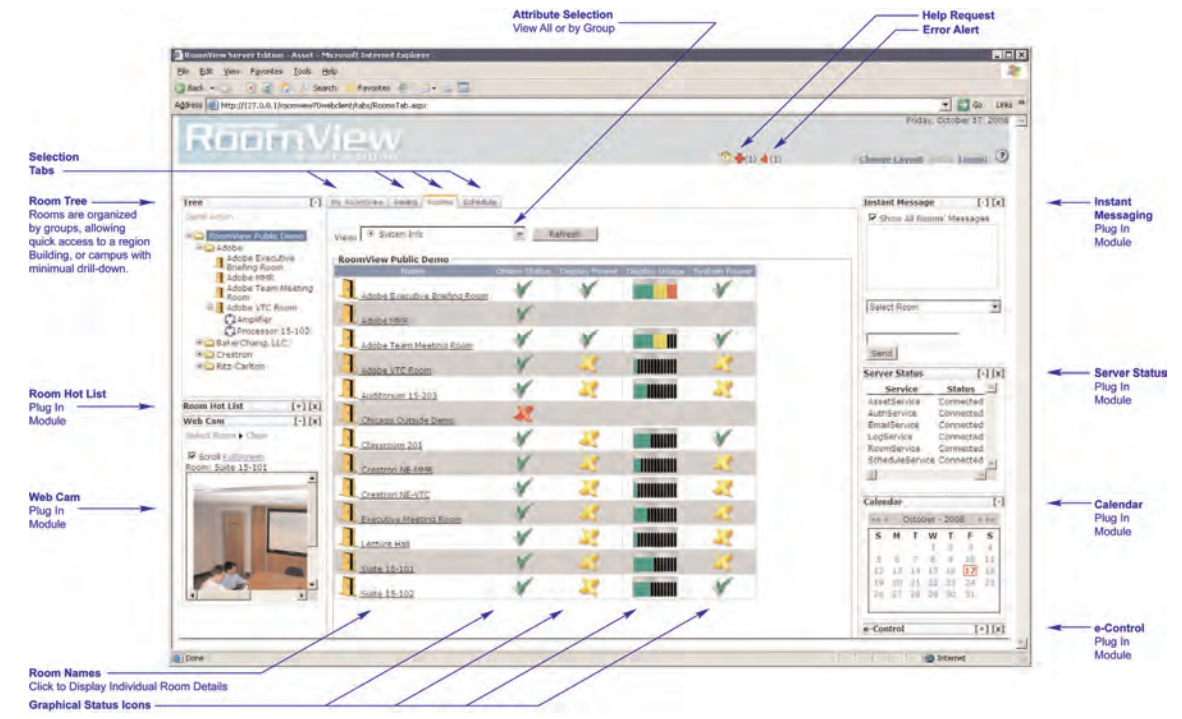 Attribute Selection
View All or by Group
Help Request
Error Alert
RoomView Server Edition - Asset - Microsoft Internet Explorer
File Edit View Favorites Tools Help
Back Search Favorites
Address http://127.0.0.1/roomview70webclient/tabs/RoomsTab.aspx Go Links
Friday, October 17, 2008
RoomView
(1) (1)
Change Layout Logout
Selection
Tabs
Room Tree
Rooms are organized
by groups, allowing
quick access to a region
Building, or campus with
minimual drill-down.
Room Hot List
Plug In
Module
Web Cam
Plug In
Module
Tree [-]
RoomView Public Demo
Adobe
Adobe Executive
Briefing Room
Adobe MMR
Adobe Team Meeting
Room
Adobe VTC Room
Amplifier
Processor 15-102
BakerChang, LLC.
Crestron
Ritz-Carlton
Room Hot List [+] [x]
Web Cam [-] [x]
Select Room Clear
Scroll Fullscreen
Room: Suite 15-101
My RoomView Assets Rooms Schedule
View: System Info Refresh
RoomView Public Demo
Name Online Status Display Power Display Usage System Power
Adobe Executive Briefing Room
Adobe MMR
Adobe Team Meeting Room
Adobe VTC Room
Auditorium 15-203
Chicago Outside Demo
Classroom 201
Crestron NE-MMR
Crestron NE-VTC
Executive Meeting Room
Lecture Hall
Suite 15-101
Suite 15-102
Instant Message [-] [x]
Show All Rooms' Messages
Select Room
Send
Server Status [-] [x]
Service Status
AssetService Connected
AuthService Connected
EmailService Connected
LogService Connected
RoomService Connected
ScheduleService Connected
Calendar [-]
October - 2008
S M T W T F S
1 2 3 4
5 6 7 8 9 10 11
12 13 14 15 16 17 18
19 20 21 22 23 24 25
26 27 28 29 30 31
e-Control [+] [x]
Done Internet
Instant
Messaging
Plug In
Module
Server Status
Plug In
Module
Calendar
Plug In
Module
e-Control
Plug In
Module
Room Names
Click to Display Individual Room Details
Graphical Status Icons